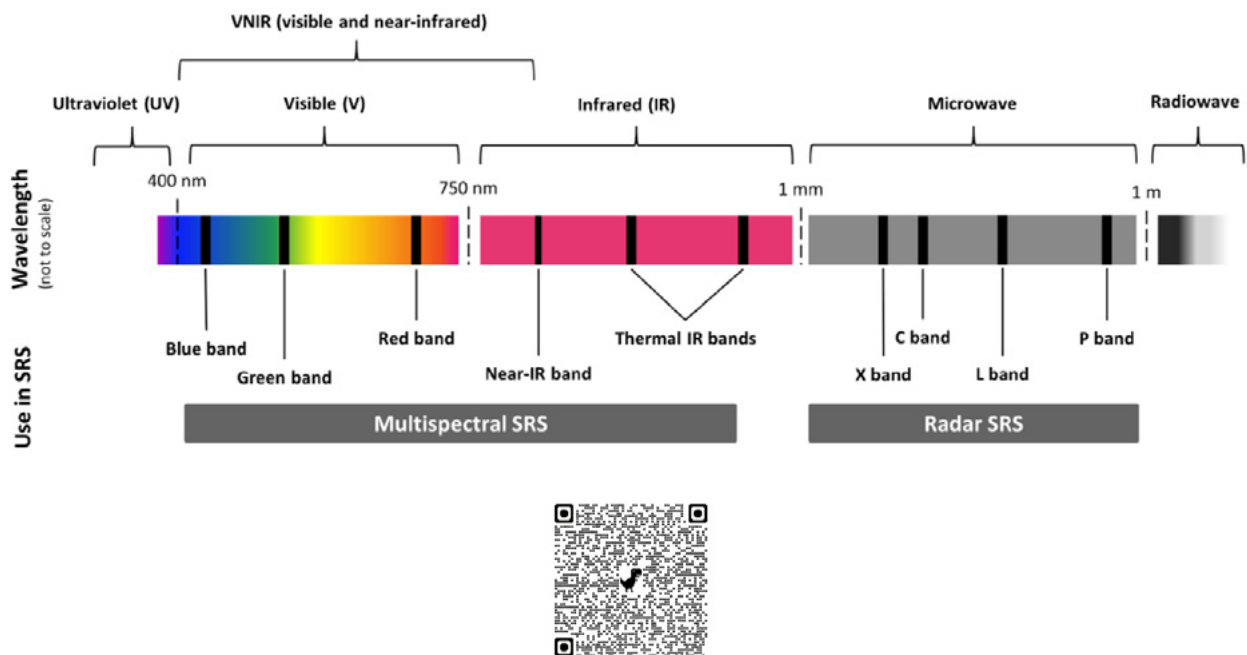 VNIR (visible and near-infrared)
Ultraviolet (UV)
Visible (V)
Infrared (IR)
Microwave
Radiowave
Wavelength
(not to scale)
400 nm
750 nm
1 mm
1 m
Blue band
Green band
Red band
Near-IR band
Thermal IR bands
X band
C band
L band
P band
Use in SRS
Multispectral SRS
Radar SRS